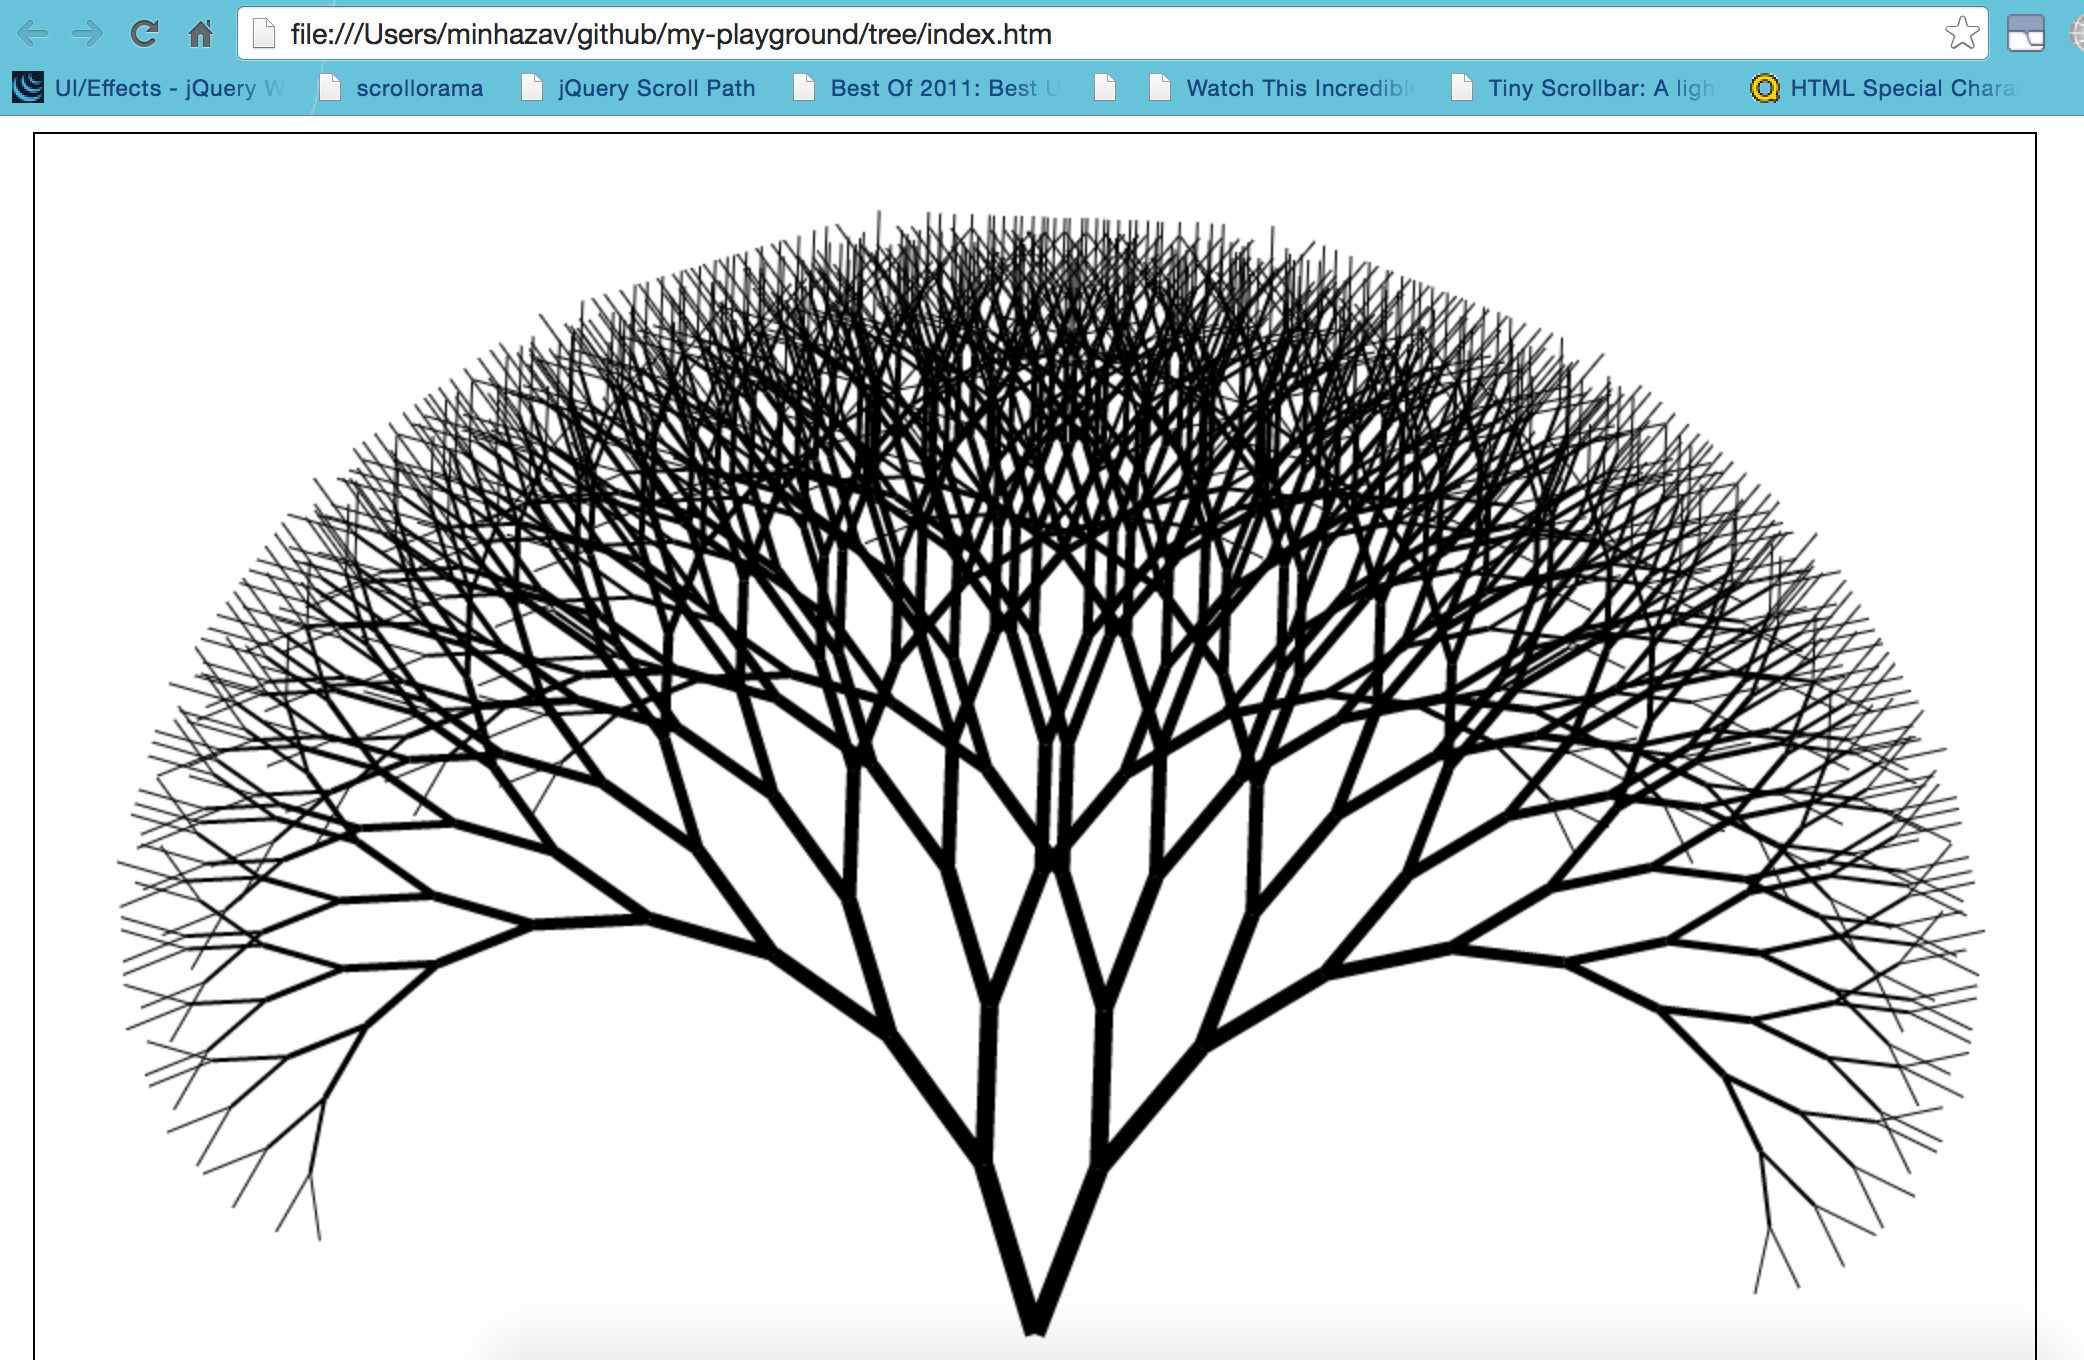 file:///Users/minhazav/github/my-playground/tree/index.htm
UI/Effects - jQuery W scrollorama jQuery Scroll Path Best Of 2011: Best U Watch This Incredible Tiny Scrollbar: A ligh HTML Special Chara